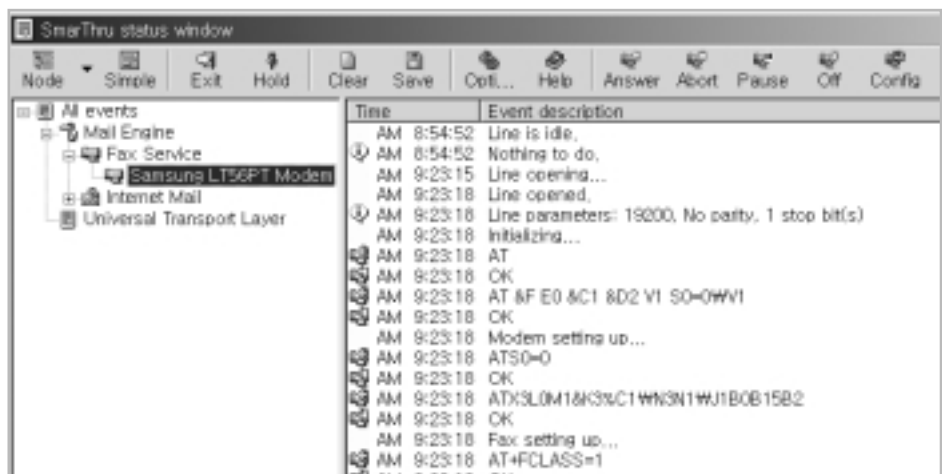 SmarThru status window
Node Simple Exit Hold Clear Save Opti... Help Answer Abort Pause Off Config
All events
Mail Engine
Fax Service
Samsung LT56PT Modem
Internet Mail
Universal Transport Layer
Time Event description
AM 8:54:52 Line is idle,
AM 8:54:52 Nothing to do,
AM 9:23:15 Line opening...
AM 9:23:18 Line opened,
AM 9:23:18 Line parameters: 19200, No parity, 1 stop bit(s)
AM 9:23:18 Initializing...
AM 9:23:18 AT
AM 9:23:18 OK
AM 9:23:18 AT &F E0 &C1 &D2 V1 S0=0₩V1
AM 9:23:18 OK
AM 9:23:18 Modem setting up...
AM 9:23:18 ATS0=0
AM 9:23:18 OK
AM 9:23:18 ATX3L0M1&K3%C1₩N3N1₩J1B0B15B2
AM 9:23:18 OK
AM 9:23:18 Fax setting up...
AM 9:23:18 AT+FCLASS=1